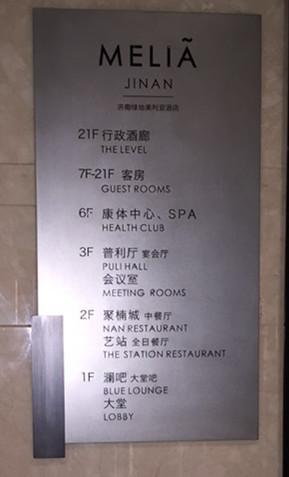 MELIÃ
JINAN
济南绿地美利亚酒店
21F 行政酒廊
THE LEVEL
7F-21F 客房
GUEST ROOMS
6F 康体中心、SPA
HEALTH CLUB
3F 普利厅 宴会厅
PULI HALL
会议室
MEETING ROOMS
2F 聚楠城 中餐厅
NAN RESTAURANT
艺站 全日餐厅
THE STATION RESTAURANT
1F 澜吧 大堂吧
BLUE LOUNGE
大堂
LOBBY